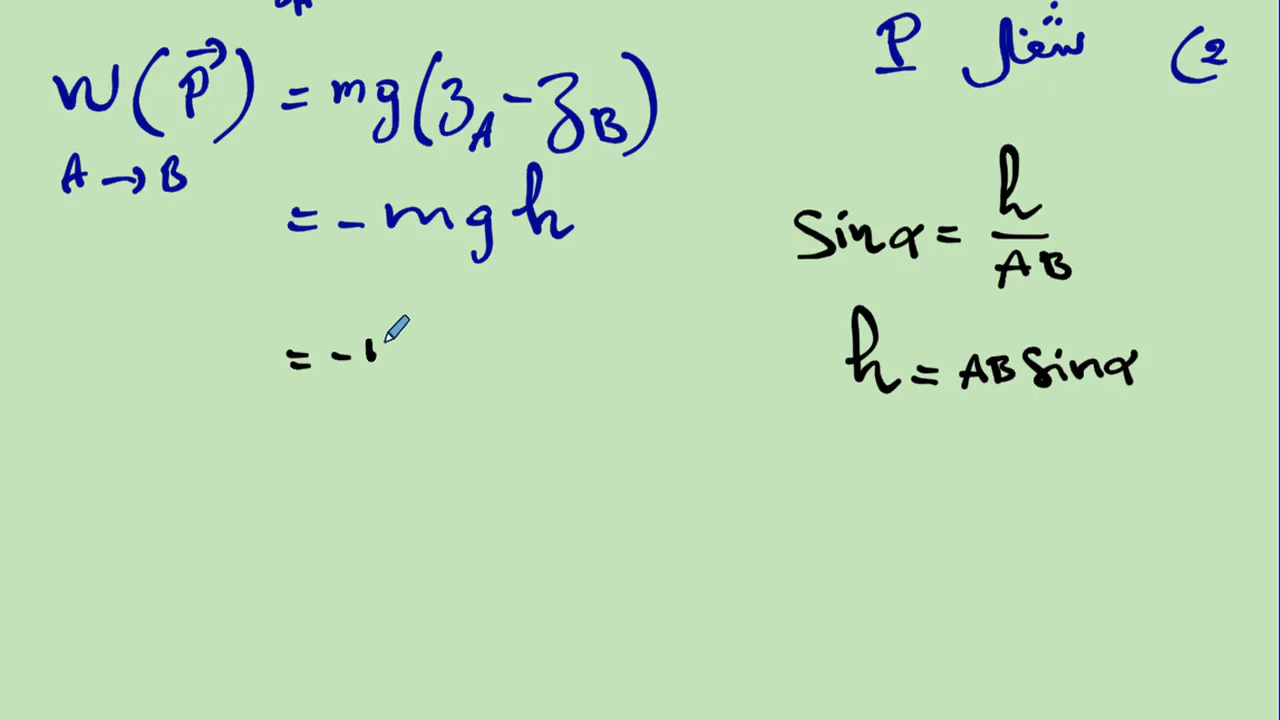 2) شغل P
W(P⃗) = mg(z_A - z_B)
A → B
= - mgh
sinα = h / AB
h = AB sinα
= -